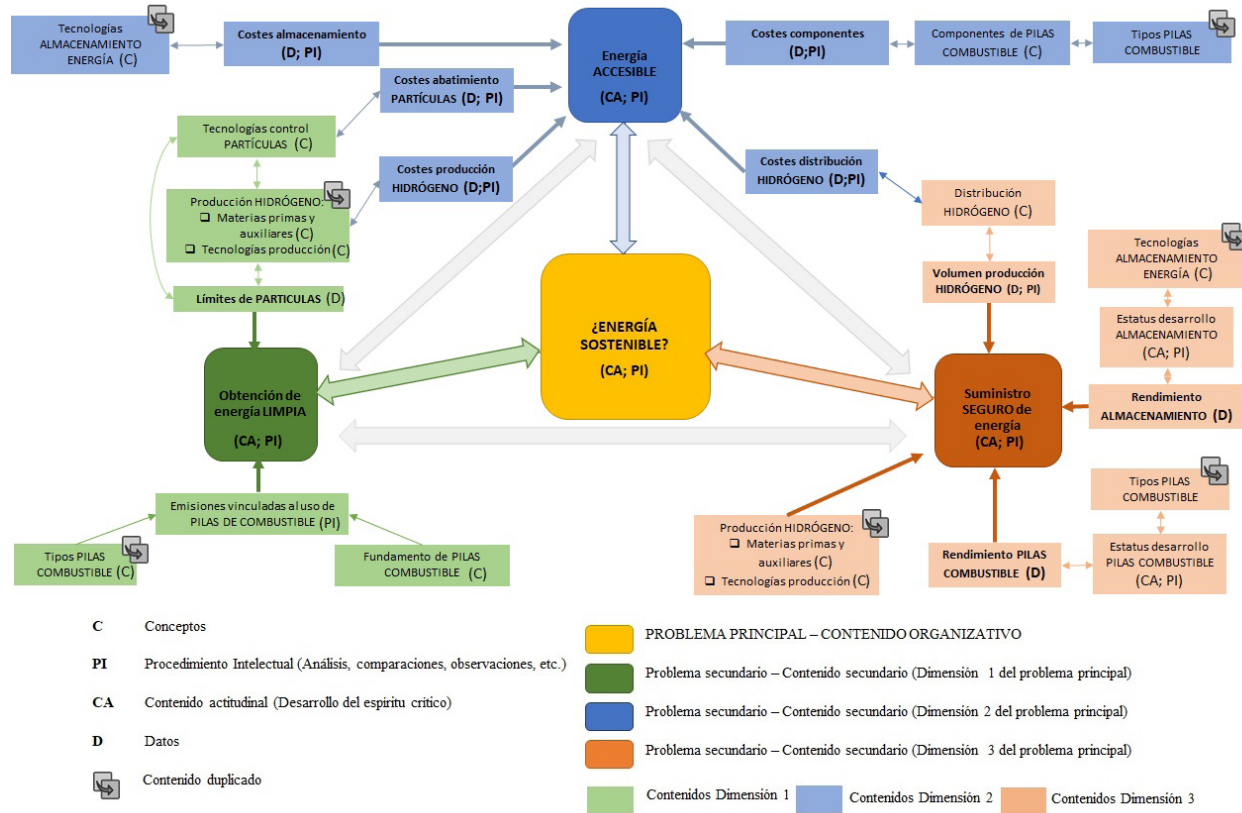 Tecnologías
ALMACENAMIENTO
ENERGÍA (C)
Costes almacenamiento
(D; PI)
Energía
ACCESIBLE
(CA; PI)
Costes componentes
(D;PI)
Componentes de PILAS
COMBUSTIBLE (C)
Tipos PILAS
COMBUSTIBLE
Costes abatimiento
PARTÍCULAS (D; PI)
Tecnologías control
PARTÍCULAS (C)
Costes producción
HIDRÓGENO (D;PI)
Costes distribución
HIDRÓGENO (D;PI)
Producción HIDRÓGENO:
❑ Materias primas y
auxiliares (C)
❑ Tecnologías producción (C)
Distribución
HIDRÓGENO (C)
Tecnologías
ALMACENAMIENTO
ENERGÍA (C)
Límites de PARTICULAS (D)
Volumen producción
HIDRÓGENO (D; PI)
Estatus desarrollo
ALMACENAMIENTO
(CA; PI)
¿ENERGÍA
SOSTENIBLE?
(CA; PI)
Obtención de
energía LIMPIA
(CA; PI)
Suministro
SEGURO de
energía
(CA; PI)
Rendimiento
ALMACENAMIENTO (D)
Emisiones vinculadas al uso de
PILAS DE COMBUSTIBLE (PI)
Tipos PILAS
COMBUSTIBLE (C)
Fundamento de PILAS
COMBUSTIBLE (C)
Producción HIDRÓGENO:
❑ Materias primas y
auxiliares (C)
❑ Tecnologías producción (C)
Rendimiento PILAS
COMBUSTIBLE (D)
Tipos PILAS
COMBUSTIBLE
Estatus desarrollo
PILAS COMBUSTIBLE
(CA; PI)
C Conceptos
PI Procedimiento Intelectual (Análisis, comparaciones, observaciones, etc.)
CA Contenido actitudinal (Desarrollo del espíritu crítico)
D Datos
Contenido duplicado
PROBLEMA PRINCIPAL – CONTENIDO ORGANIZATIVO
Problema secundario – Contenido secundario (Dimensión 1 del problema principal)
Problema secundario – Contenido secundario (Dimensión 2 del problema principal)
Problema secundario – Contenido secundario (Dimensión 3 del problema principal)
Contenidos Dimensión 1
Contenidos Dimensión 2
Contenidos Dimensión 3